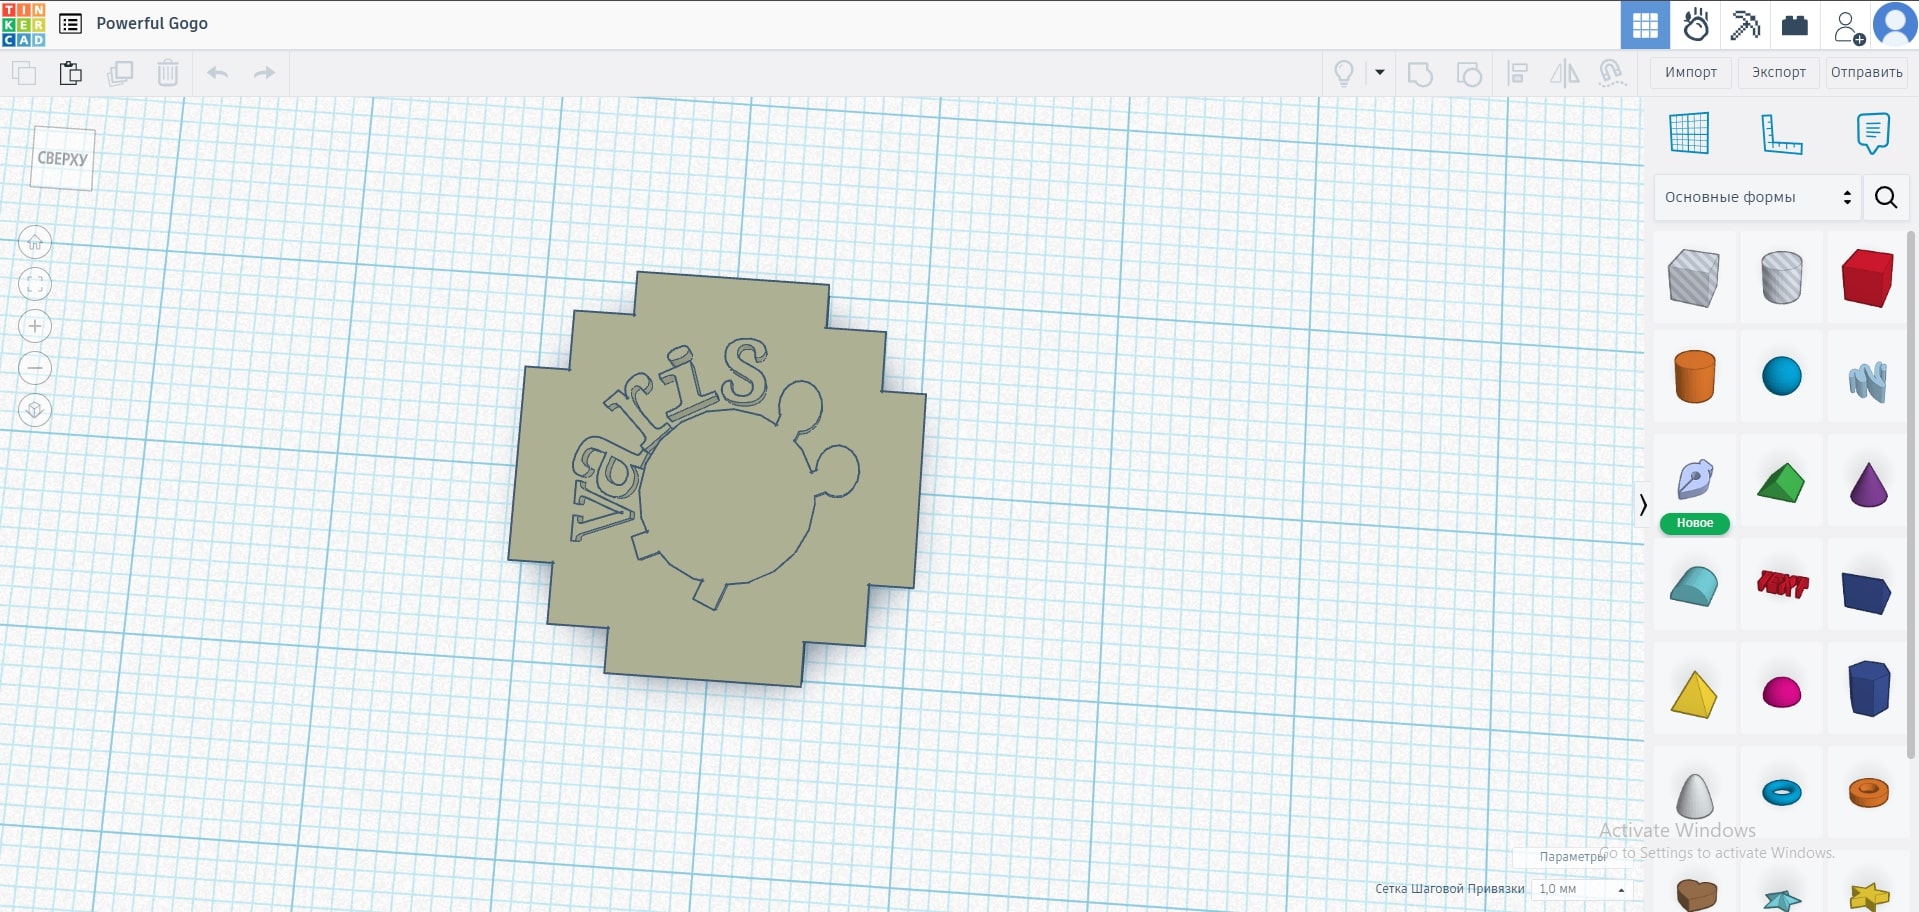 TIN
KER
CAD
Powerful Gogo
Импорт
Экспорт
Отправить
СВЕРХУ
Основные формы
varis
Новое
TEXT
Activate Windows
Go to Settings to activate Windows.
Параметры
Сетка Шаговой Привязки
1,0 мм